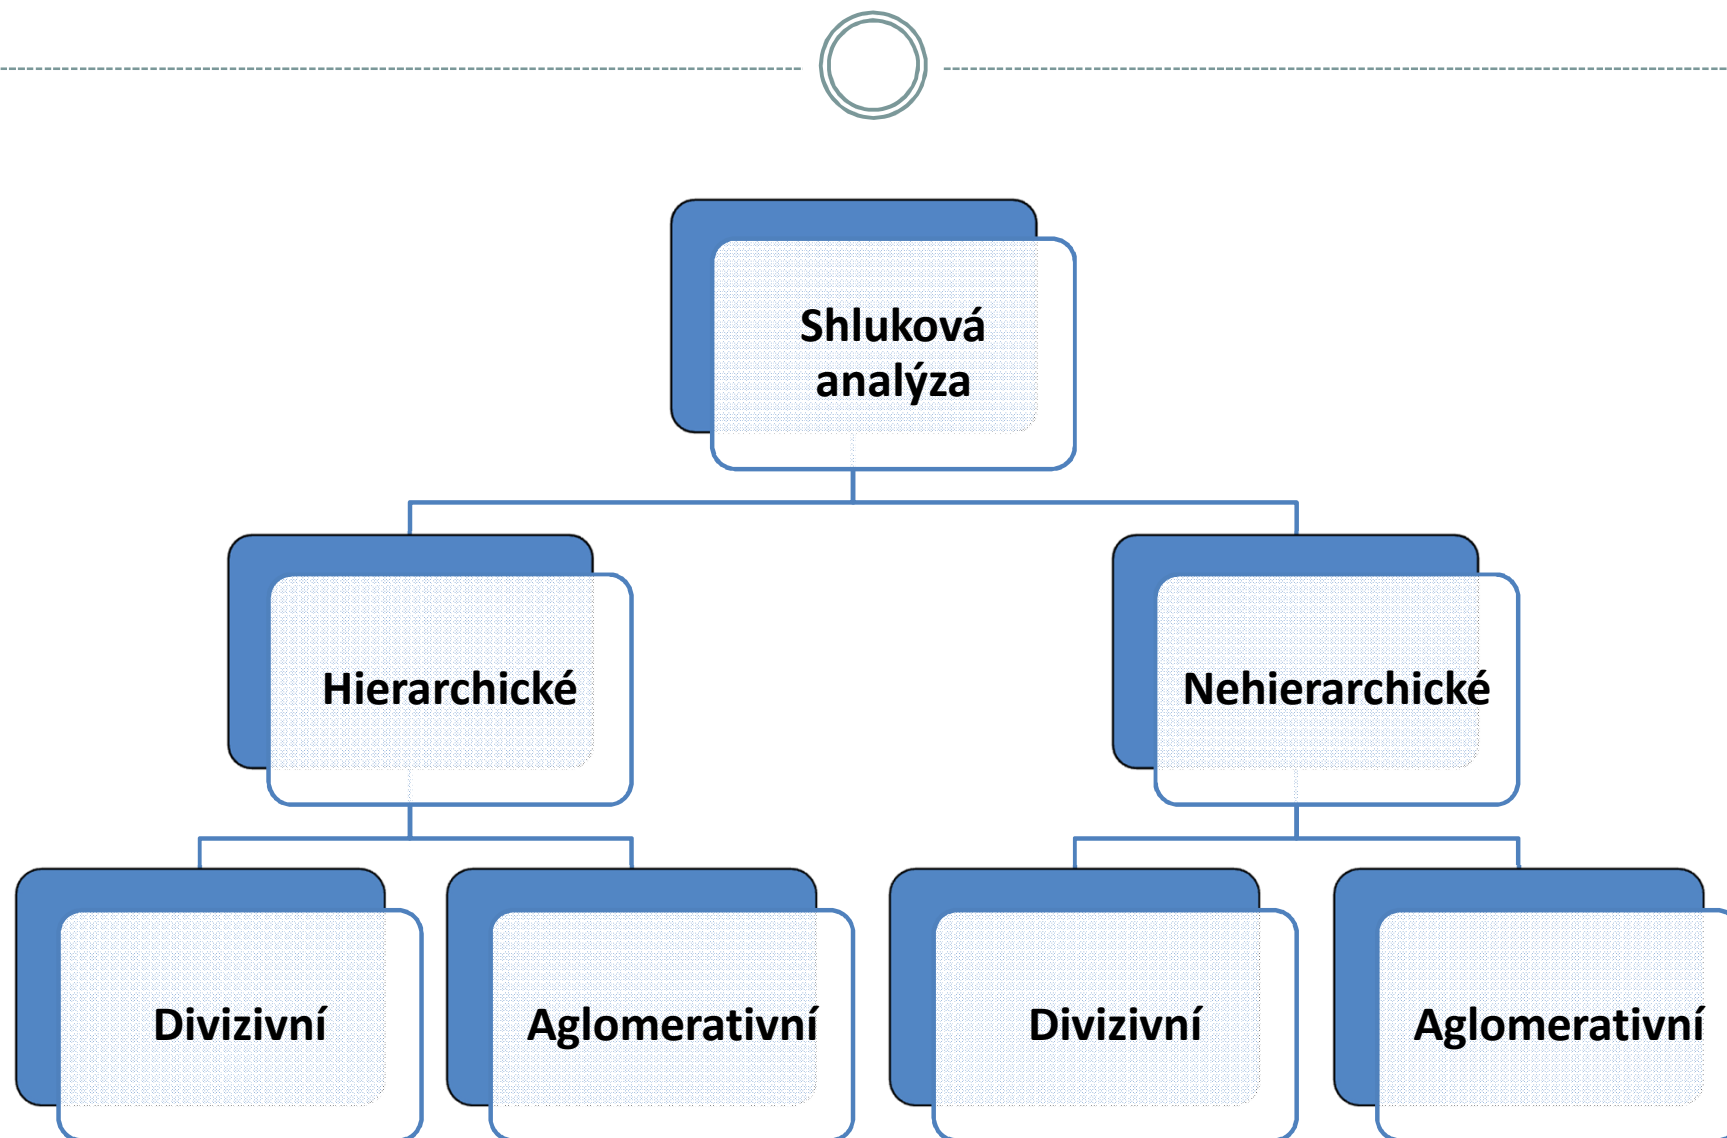 Shluková
analýza
Hierarchické
Nehierarchické
Divizivní
Aglomerativní
Divizivní
Aglomerativní